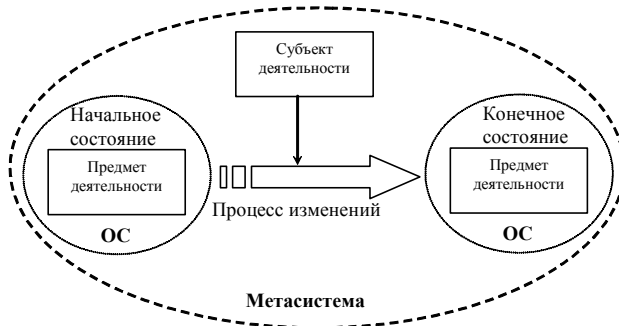 Субъект
деятельности
Начальное
состояние
Предмет
деятельности
ОС
Процесс изменений
Конечное
состояние
Предмет
деятельности
ОС
Метасистема